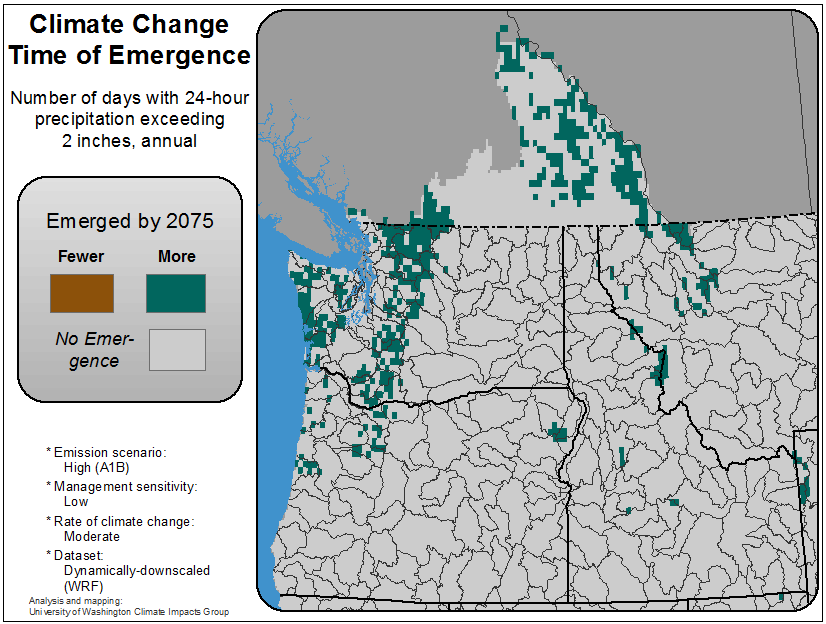 Climate Change
Time of Emergence
Number of days with 24-hour
precipitation exceeding
2 inches, annual
Emerged by 2075
Fewer More
No Emer-
gence
* Emission scenario:
High (A1B)
* Management sensitivity:
Low
* Rate of climate change:
Moderate
* Dataset:
Dynamically-downscaled
(WRF)
Analysis and mapping:
University of Washington Climate Impacts Group